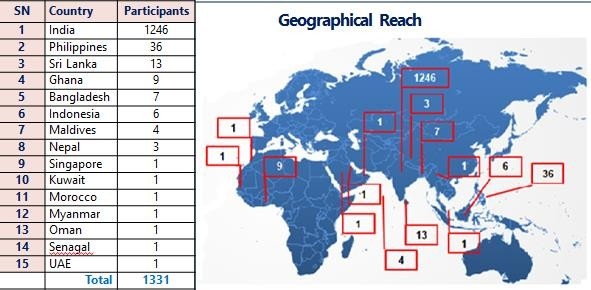 SN Country Participants
1 India 1246
2 Philippines 36
3 Sri Lanka 13
4 Ghana 9
5 Bangladesh 7
6 Indonesia 6
7 Maldives 4
8 Nepal 3
9 Singapore 1
10 Kuwait 1
11 Morocco 1
12 Myanmar 1
13 Oman 1
14 Senagal 1
15 UAE 1
Total 1331
Geographical Reach
1246
3
1
7
1
1
9
1
6
36
1
1
13
1
4